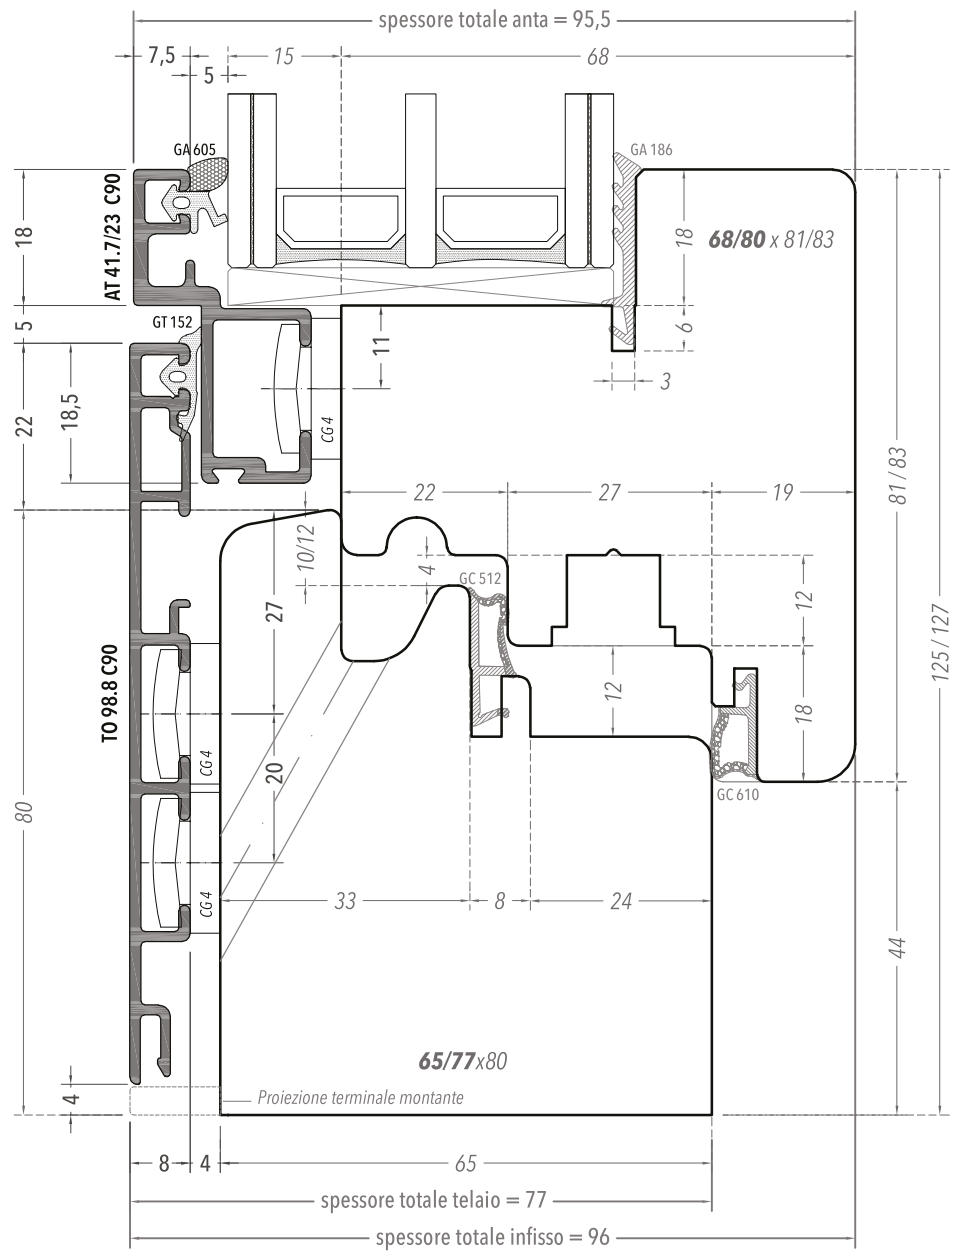 spessore totale anta = 95,5
7,5
15
68
5
GA 605
GA 186
AT 41.7/23 C90
18
18
68/80 x 81/83
5
GT 152
6
11
3
22
18,5
CG 4
81/83
22
27
19
10/12
4
GC 512
27
12
125/127
TO 98.8 C90
12
18
CG 4
20
GC 610
80
CG 4
33
8
24
44
65/77x80
4
Proiezione terminale montante
8
4
65
spessore totale telaio = 77
spessore totale infisso = 96